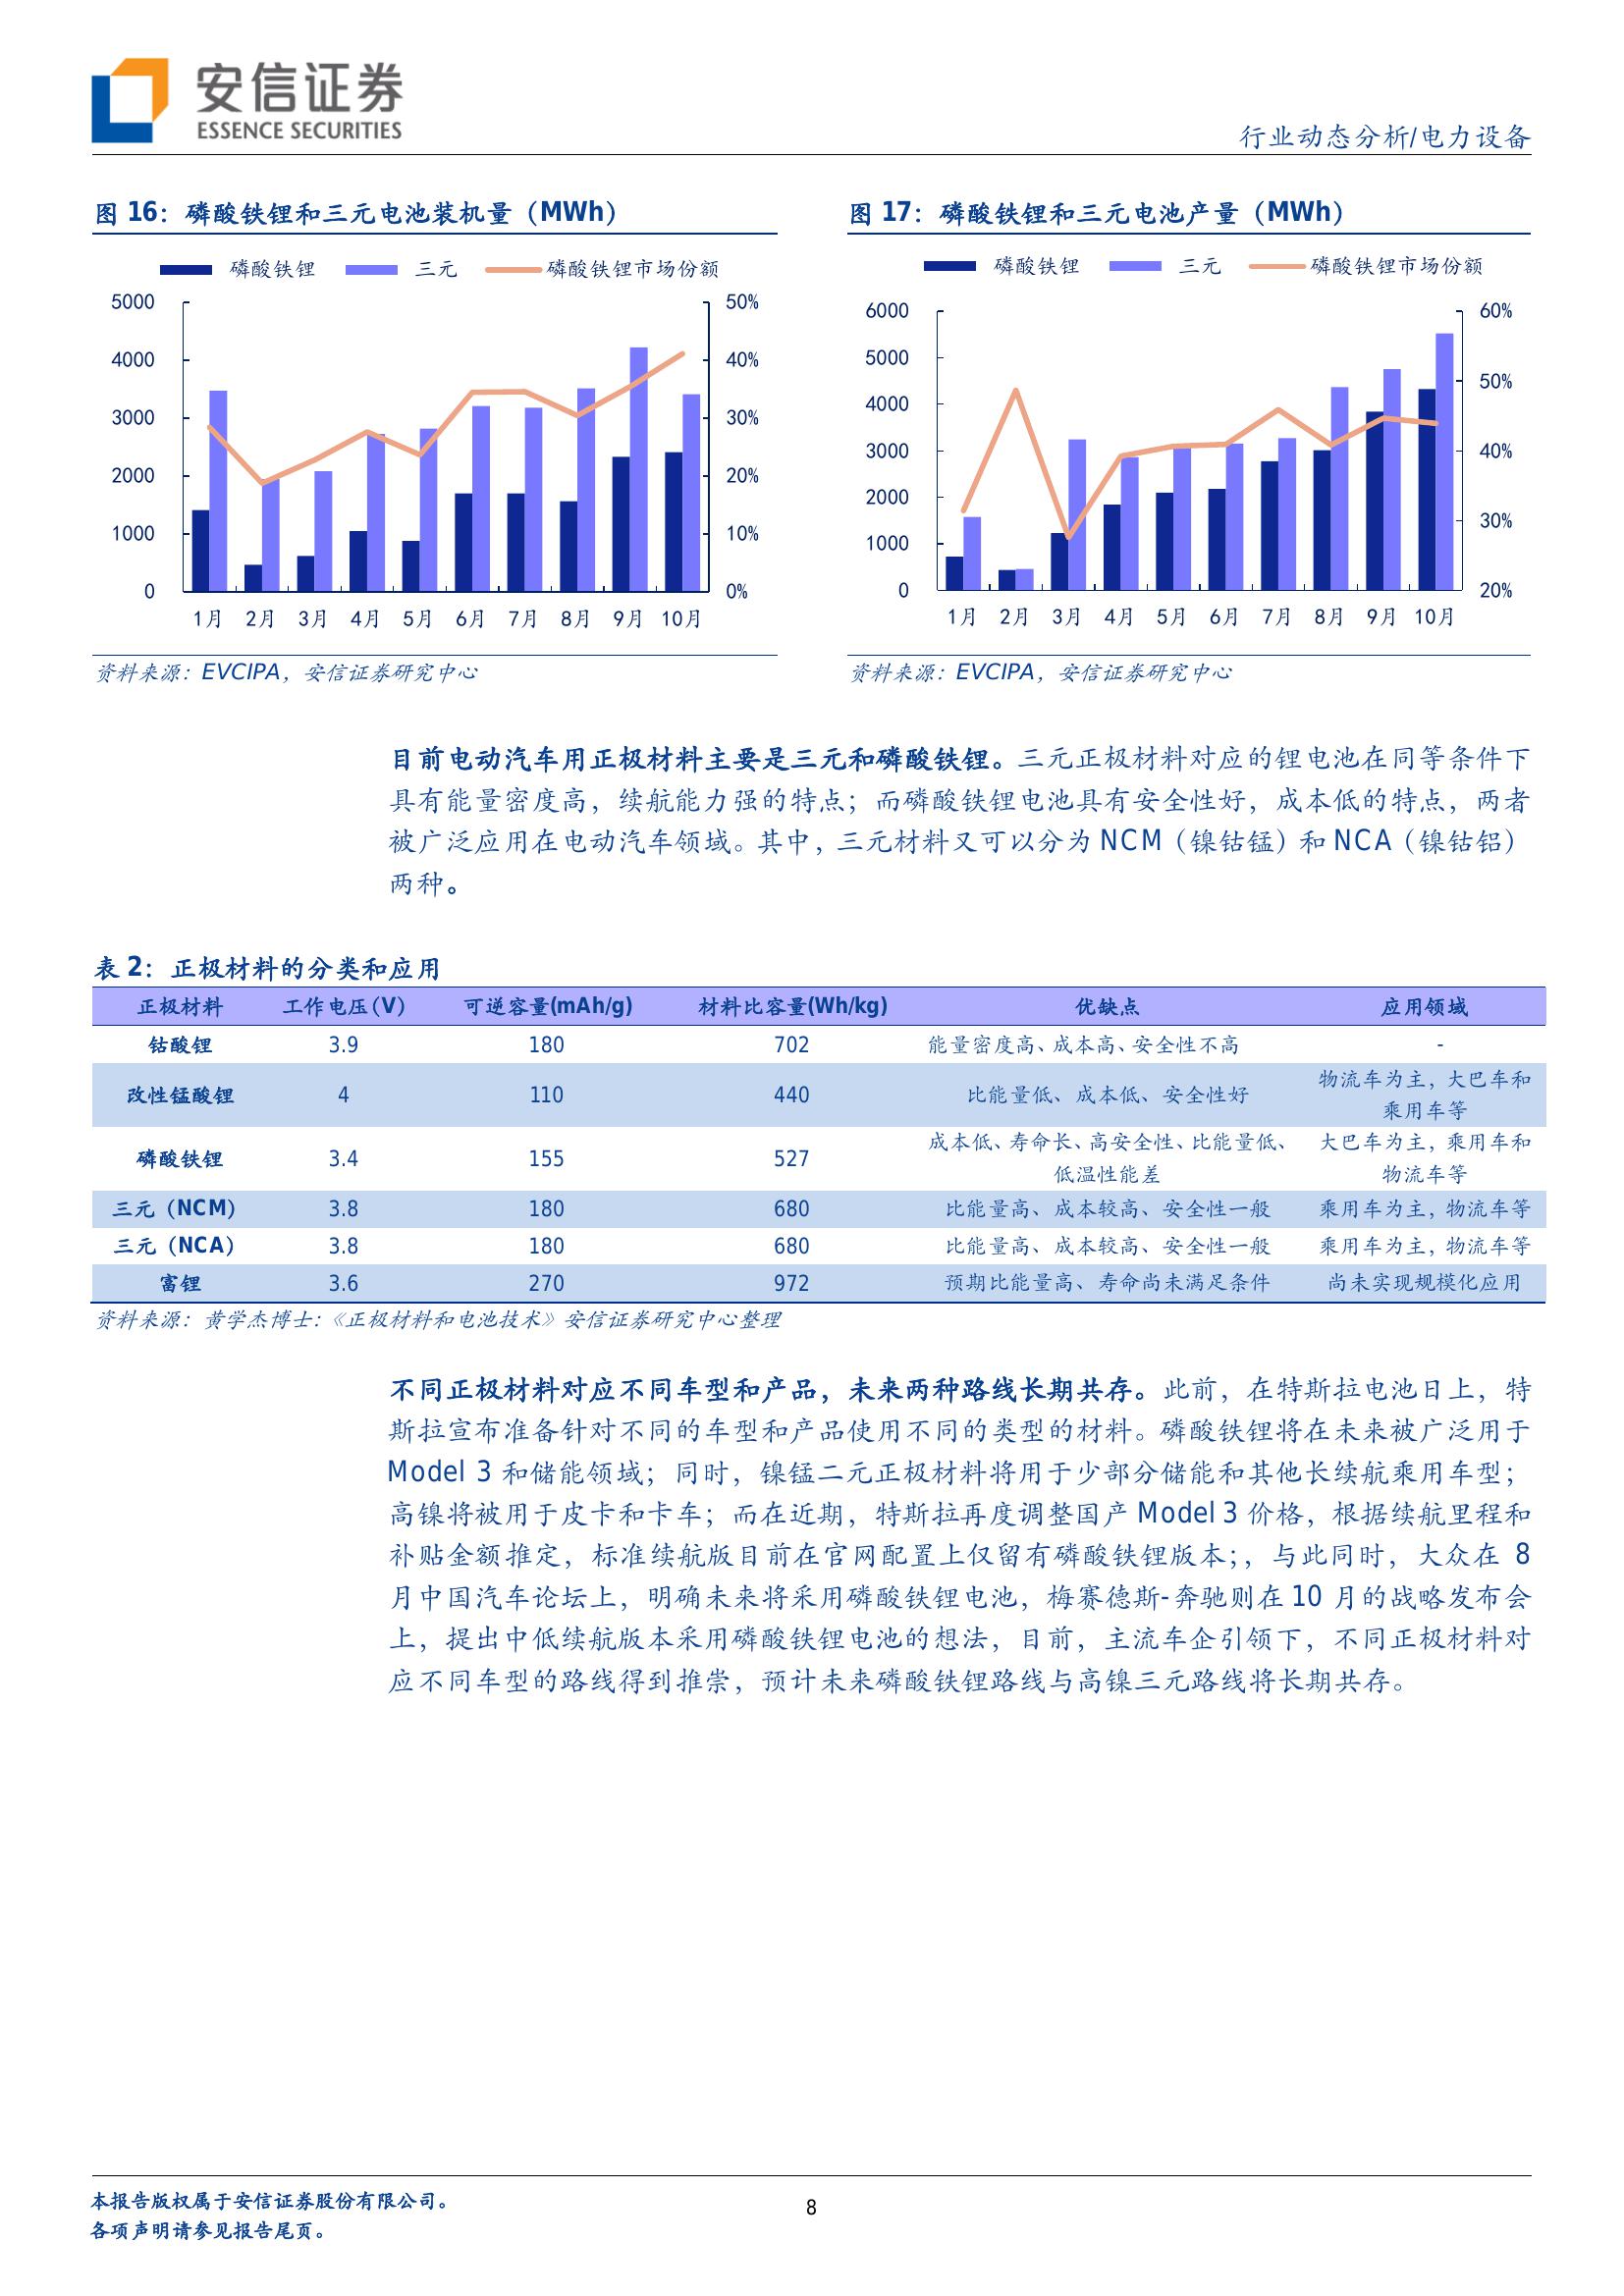 安信证券
ESSENCE SECURITIES
行业动态分析/电力设备
图 16：磷酸铁锂和三元电池装机量（MWh）
磷酸铁锂 三元 磷酸铁锂市场份额
5000 50%
4000 40%
3000 30%
2000 20%
1000 10%
0 0%
1月 2月 3月 4月 5月 6月 7月 8月 9月 10月
资料来源：EVCIPA，安信证券研究中心
图 17：磷酸铁锂和三元电池产量（MWh）
磷酸铁锂 三元 磷酸铁锂市场份额
6000 60%
5000
50%
4000
3000 40%
2000
30%
1000
0 20%
1月 2月 3月 4月 5月 6月 7月 8月 9月 10月
资料来源：EVCIPA，安信证券研究中心
目前电动汽车用正极材料主要是三元和磷酸铁锂。三元正极材料对应的锂电池在同等条件下
具有能量密度高，续航能力强的特点；而磷酸铁锂电池具有安全性好，成本低的特点，两者
被广泛应用在电动汽车领域。其中，三元材料又可以分为 NCM（镍钴锰）和 NCA（镍钴铝）
两种。
表 2：正极材料的分类和应用
正极材料 工作电压(V) 可逆容量(mAh/g) 材料比容量(Wh/kg) 优缺点 应用领域
钴酸锂 3.9 180 702 能量密度高、成本高、安全性不高 -
改性锰酸锂 4 110 440 比能量低、成本低、安全性好 物流车为主，大巴车和
乘用车等
磷酸铁锂 3.4 155 527 成本低、寿命长、高安全性、比能量低、 大巴车为主，乘用车和
低温性能差 物流车等
三元（NCM） 3.8 180 680 比能量高、成本较高、安全性一般 乘用车为主，物流车等
三元（NCA） 3.8 180 680 比能量高、成本较高、安全性一般 乘用车为主，物流车等
富锂 3.6 270 972 预期比能量高、寿命尚未满足条件 尚未实现规模化应用
资料来源：黄学杰博士：《正极材料和电池技术》安信证券研究中心整理
不同正极材料对应不同车型和产品，未来两种路线长期共存。此前，在特斯拉电池日上，特
斯拉宣布准备针对不同的车型和产品使用不同的类型的材料。磷酸铁锂将在未来被广泛用于
Model 3 和储能领域；同时，镍锰二元正极材料将用于少部分储能和其他长续航乘用车型；
高镍将被用于皮卡和卡车；而在近期，特斯拉再度调整国产 Model 3 价格，根据续航里程和
补贴金额推定，标准续航版目前在官网配置上仅留有磷酸铁锂版本；，与此同时，大众在 8
月中国汽车论坛上，明确未来将采用磷酸铁锂电池，梅赛德斯-奔驰则在 10 月的战略发布会
上，提出中低续航版本采用磷酸铁锂电池的想法，目前，主流车企引领下，不同正极材料对
应不同车型的路线得到推崇，预计未来磷酸铁锂路线与高镍三元路线将长期共存。
本报告版权属于安信证券股份有限公司。
各项声明请参见报告尾页。
8